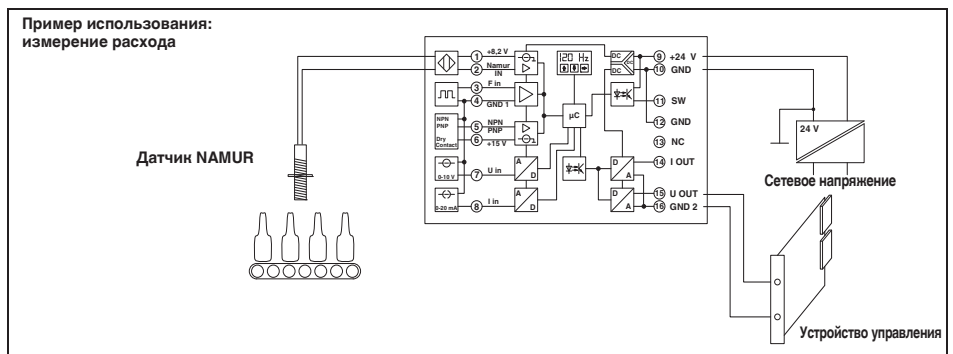 Пример использования:
измерение расхода
Датчик NAMUR
1 +8,2 V
2 Namur
IN
3 F in
4 GND 1
NPN
PNP
Dry
Contact
5 NPN
PNP
6 +15 V
0-10 V
7 U in
0-20 mA
8 I in
120 Hz
µC
A
D
A
D
DC
DC
DC
D
A
D
A
9 +24 V
10 GND
11 SW
12 GND
13 NC
14 I OUT
15 U OUT
16 GND 2
24 V
Сетевое напряжение
Устройство управления